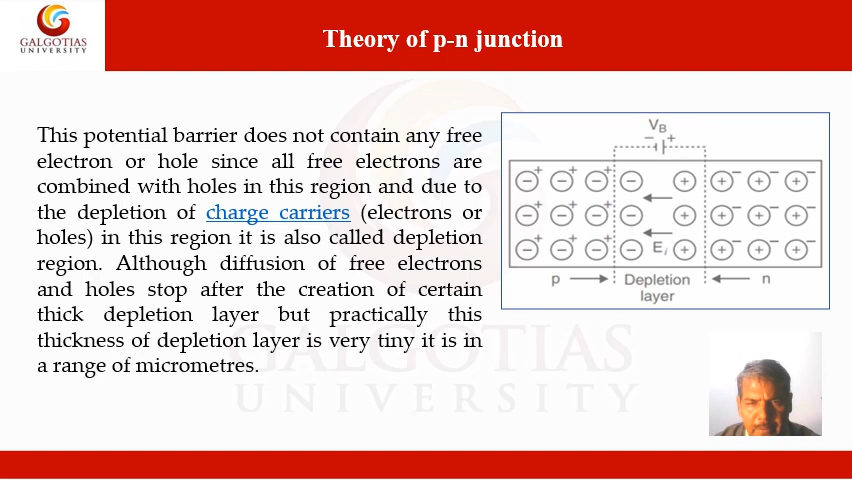 GALGOTIAS
UNIVERSITY
Theory of p-n junction
This potential barrier does not contain any free
electron or hole since all free electrons are
combined with holes in this region and due to
the depletion of charge carriers (electrons or
holes) in this region it is also called depletion
region. Although diffusion of free electrons
and holes stop after the creation of certain
thick depletion layer but practically this
thickness of depletion layer is very tiny it is in
a range of micrometres.
V_B
− +
− + − + − + − + + − + − + −
− + − + − + − + + − + − + −
− + − + − + − E_i + + − + − + −
p Depletion n
layer
GALGOTIAS
UNIVERSITY